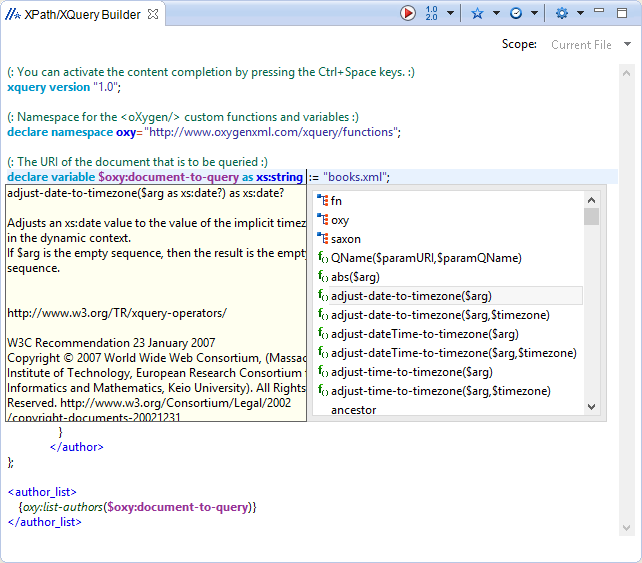 XPath/XQuery Builder
1.0
2.0
Scope: Current File
(: You can activate the content completion by pressing the Ctrl+Space keys. :)
xquery version "1.0";
(: Namespace for the <oXygen/> custom functions and variables :)
declare namespace oxy="http://www.oxygenxml.com/xquery/functions";
(: The URI of the document that is to be queried :)
declare variable $oxy:document-to-query as xs:string := "books.xml";
adjust-date-to-timezone($arg as xs:date?) as xs:date?
Adjusts an xs:date value to the value of the implicit timez
in the dynamic context.
If $arg is the empty sequence, then the result is the empty
sequence.
http://www.w3.org/TR/xquery-operators/
W3C Recommendation 23 January 2007
Copyright © 2007 World Wide Web Consortium, (Massac
Institute of Technology, European Research Consortium
Informatics and Mathematics, Keio University). All Rights
Reserved. http://www.w3.org/Consortium/Legal/2002
/copyright-documents-20021231
fn
oxy
saxon
QName($paramURI,$paramQName)
abs($arg)
adjust-date-to-timezone($arg)
adjust-date-to-timezone($arg,$timezone)
adjust-dateTime-to-timezone($arg)
adjust-dateTime-to-timezone($arg,$timezone)
adjust-time-to-timezone($arg)
adjust-time-to-timezone($arg,$timezone)
ancestor
}
</author>
};
<author_list>
{oxy:list-authors($oxy:document-to-query)}
</author_list>